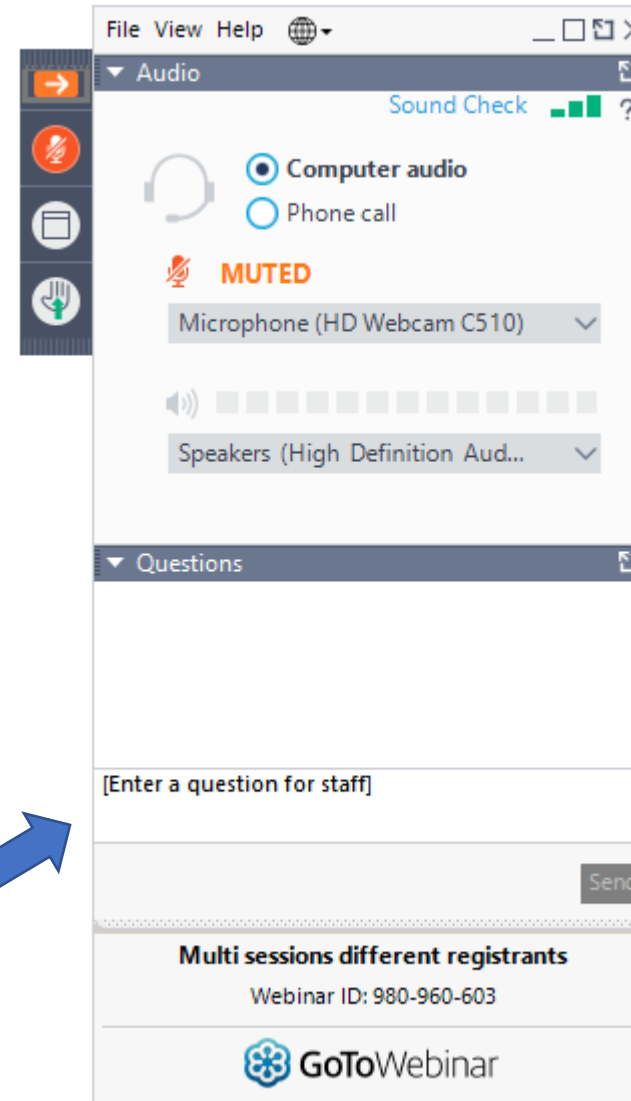 File View Help
Audio
Sound Check ?
Computer audio
Phone call
MUTED
Microphone (HD Webcam C510)
Speakers (High Definition Aud...
Questions
[Enter a question for staff]
Send
Multi sessions different registrants
Webinar ID: 980-960-603
GoToWebinar